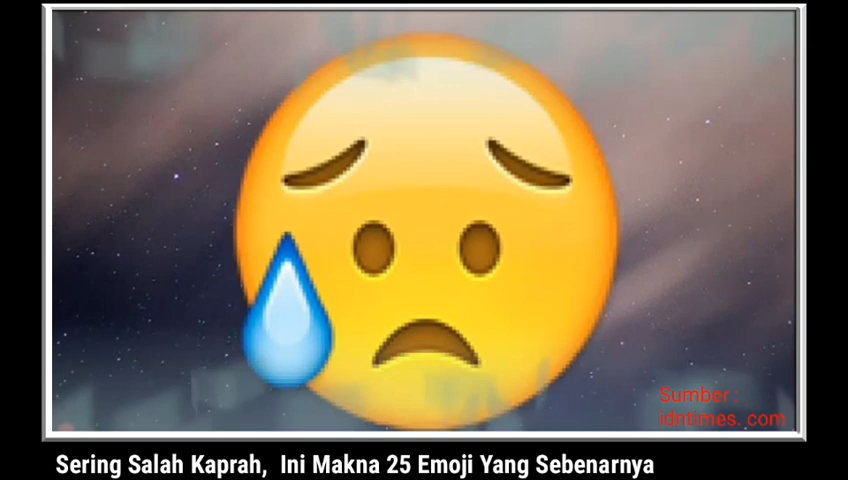 Sumber :
idntimes. com
Sering Salah Kaprah,  Ini Makna 25 Emoji Yang Sebenarnya